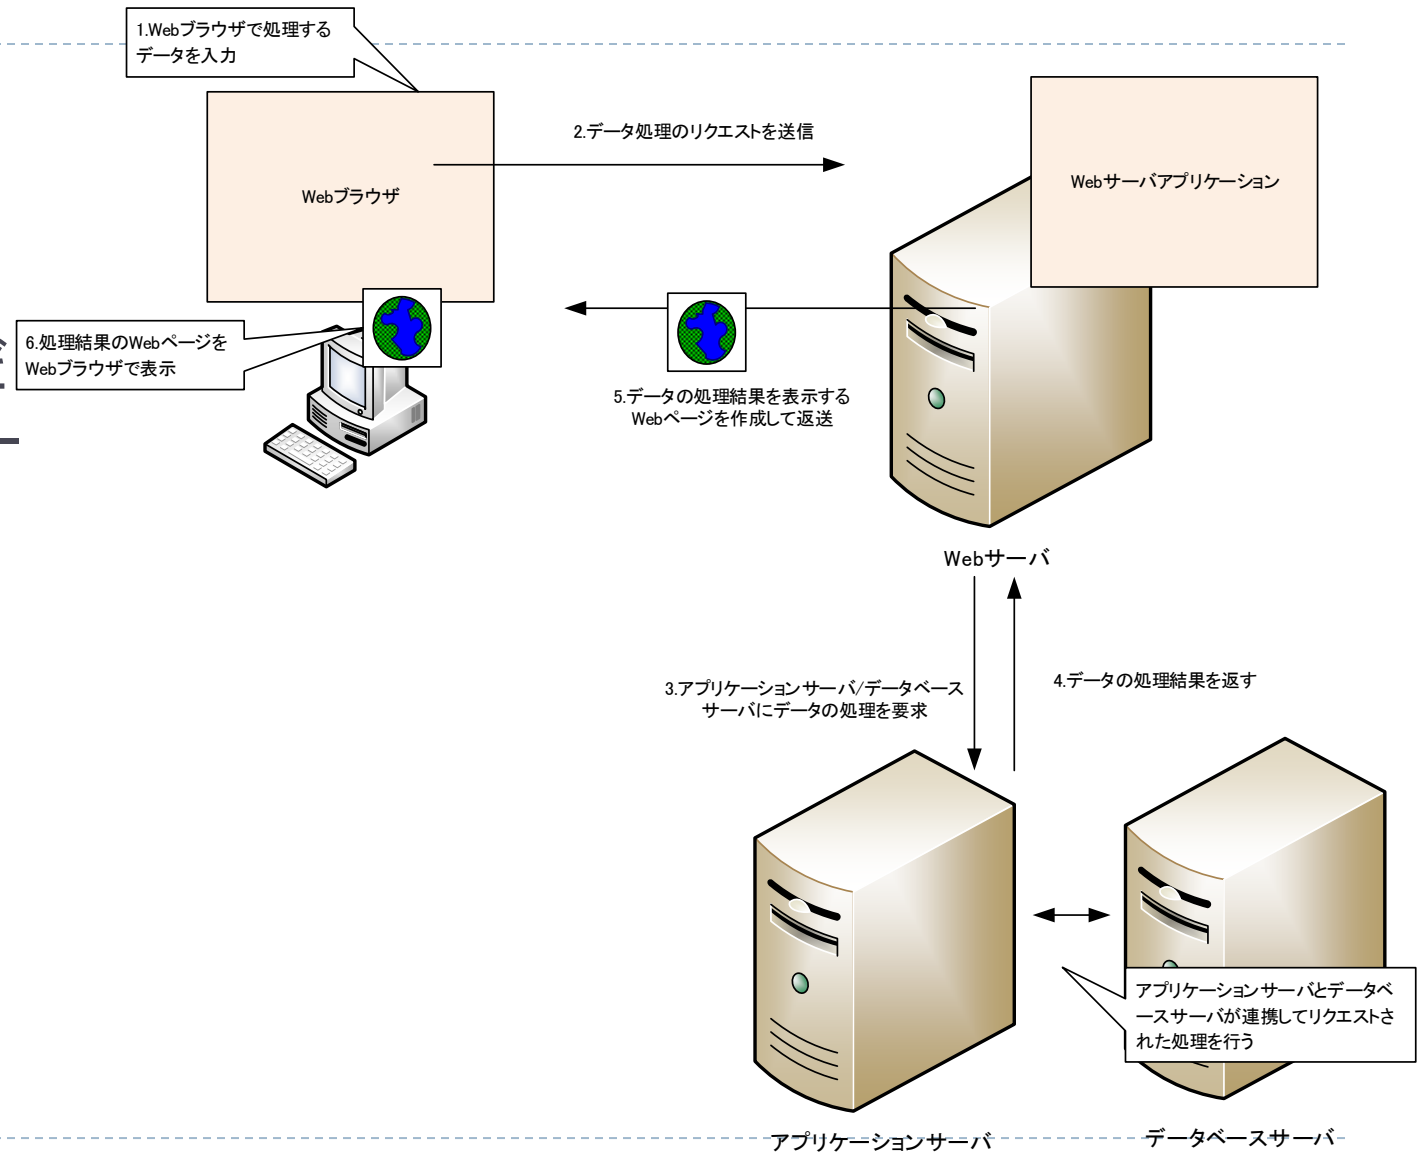 1.Webブラウザで処理する
データを入力
2.データ処理のリクエストを送信
Webブラウザ
Webサーバアプリケーション
6.処理結果のWebページを
Webブラウザで表示
5.データの処理結果を表示する
Webページを作成して返送
Webサーバ
3.アプリケーションサーバ/データベース
サーバにデータの処理を要求
4.データの処理結果を返す
アプリケーションサーバとデータベ
ースサーバが連携してリクエストさ
れた処理を行う
アプリケーションサーバ
データベースサーバ